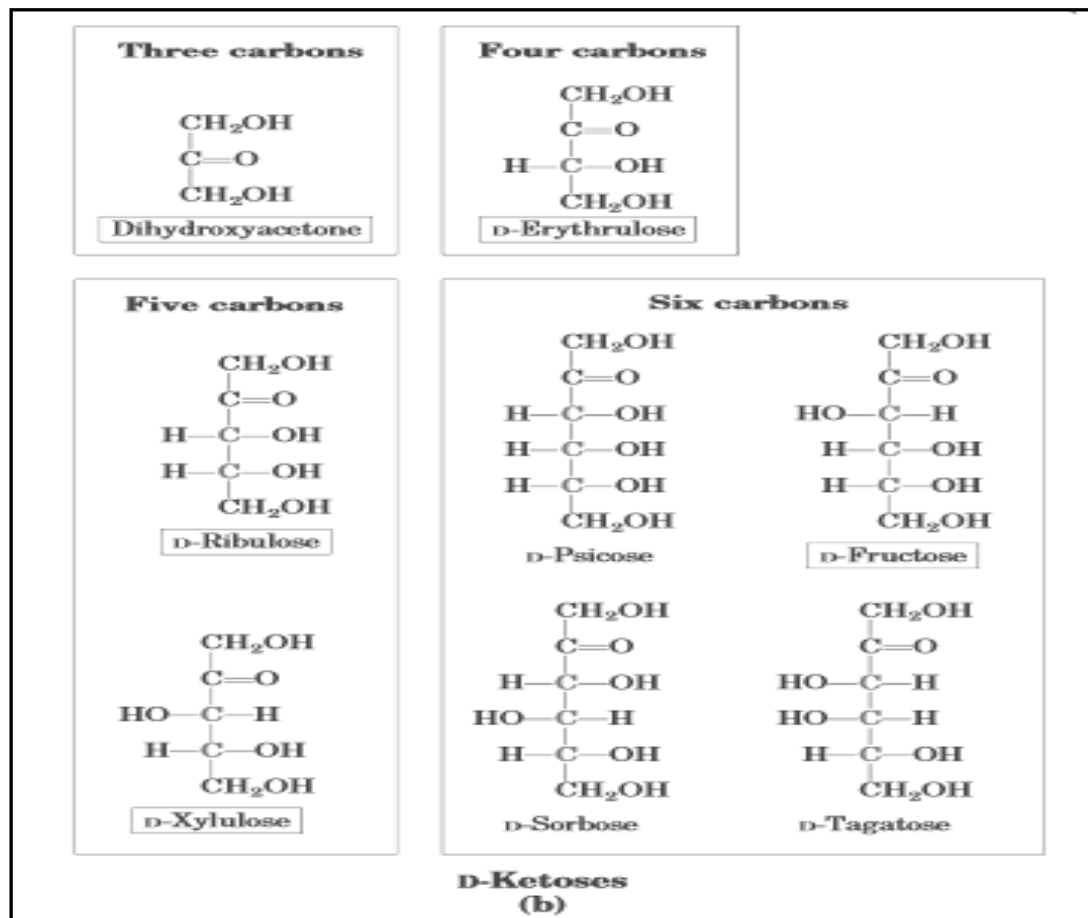 Three carbons
CH₂OH
C=O
CH₂OH
Dihydroxyacetone
Four carbons
CH₂OH
C=O
H—C—OH
CH₂OH
D-Erythrulose
Five carbons
CH₂OH
C=O
H—C—OH
H—C—OH
CH₂OH
D-Ribulose
CH₂OH
C=O
HO—C—H
H—C—OH
CH₂OH
D-Xylulose
Six carbons
CH₂OH
C=O
H—C—OH
H—C—OH
H—C—OH
CH₂OH
D-Psicose
CH₂OH
C=O
HO—C—H
H—C—OH
H—C—OH
CH₂OH
D-Fructose
CH₂OH
C=O
H—C—OH
HO—C—H
H—C—OH
CH₂OH
D-Sorbose
CH₂OH
C=O
HO—C—H
HO—C—H
H—C—OH
CH₂OH
D-Tagatose
D-Ketoses
(b)